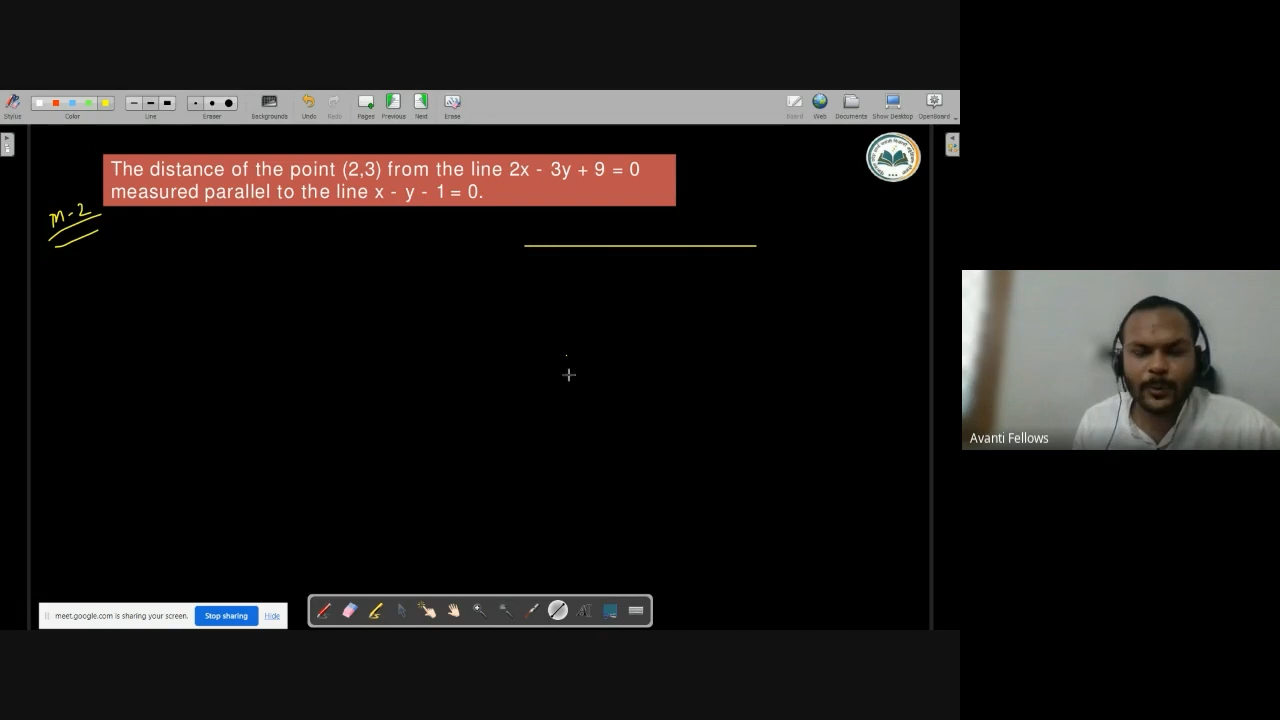 Stylus
Color
Line
Eraser
Backgrounds
Undo
Redo
Pages
Previous
Next
Erase
Board
Web
Documents
Show Desktop
OpenBoard
The distance of the point (2,3) from the line 2x - 3y + 9 = 0
measured parallel to the line x - y - 1 = 0.
M-2
Avanti Fellows
meet.google.com is sharing your screen.
Stop sharing
Hide